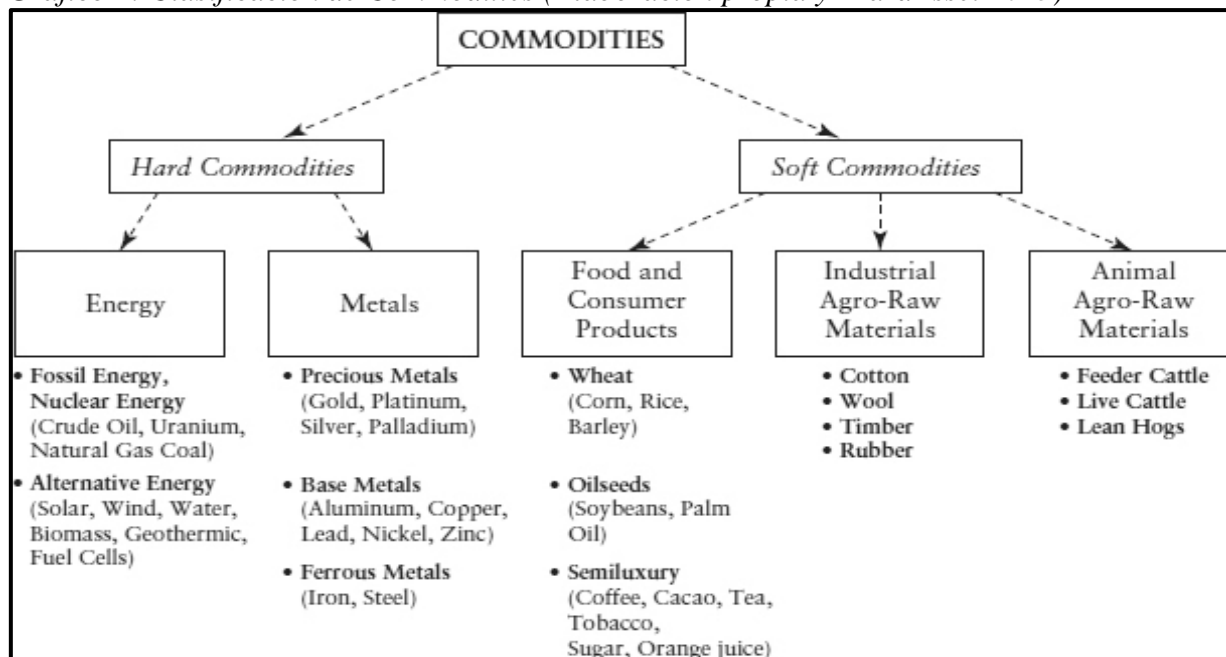 COMMODITIES
Hard Commodities
Soft Commodities
Energy
Metals
Food and
Consumer
Products
Industrial
Agro-Raw
Materials
Animal
Agro-Raw
Materials
• Fossil Energy,
Nuclear Energy
(Crude Oil, Uranium,
Natural Gas Coal)
• Alternative Energy
(Solar, Wind, Water,
Biomass, Geothermic,
Fuel Cells)
• Precious Metals
(Gold, Platinum,
Silver, Palladium)
• Base Metals
(Aluminum, Copper,
Lead, Nickel, Zinc)
• Ferrous Metals
(Iron, Steel)
• Wheat
(Corn, Rice,
Barley)
• Oilseeds
(Soybeans, Palm
Oil)
• Semiluxury
(Coffee, Cacao, Tea,
Tobacco,
Sugar, Orange juice)
• Cotton
• Wool
• Timber
• Rubber
• Feeder Cattle
• Live Cattle
• Lean Hogs